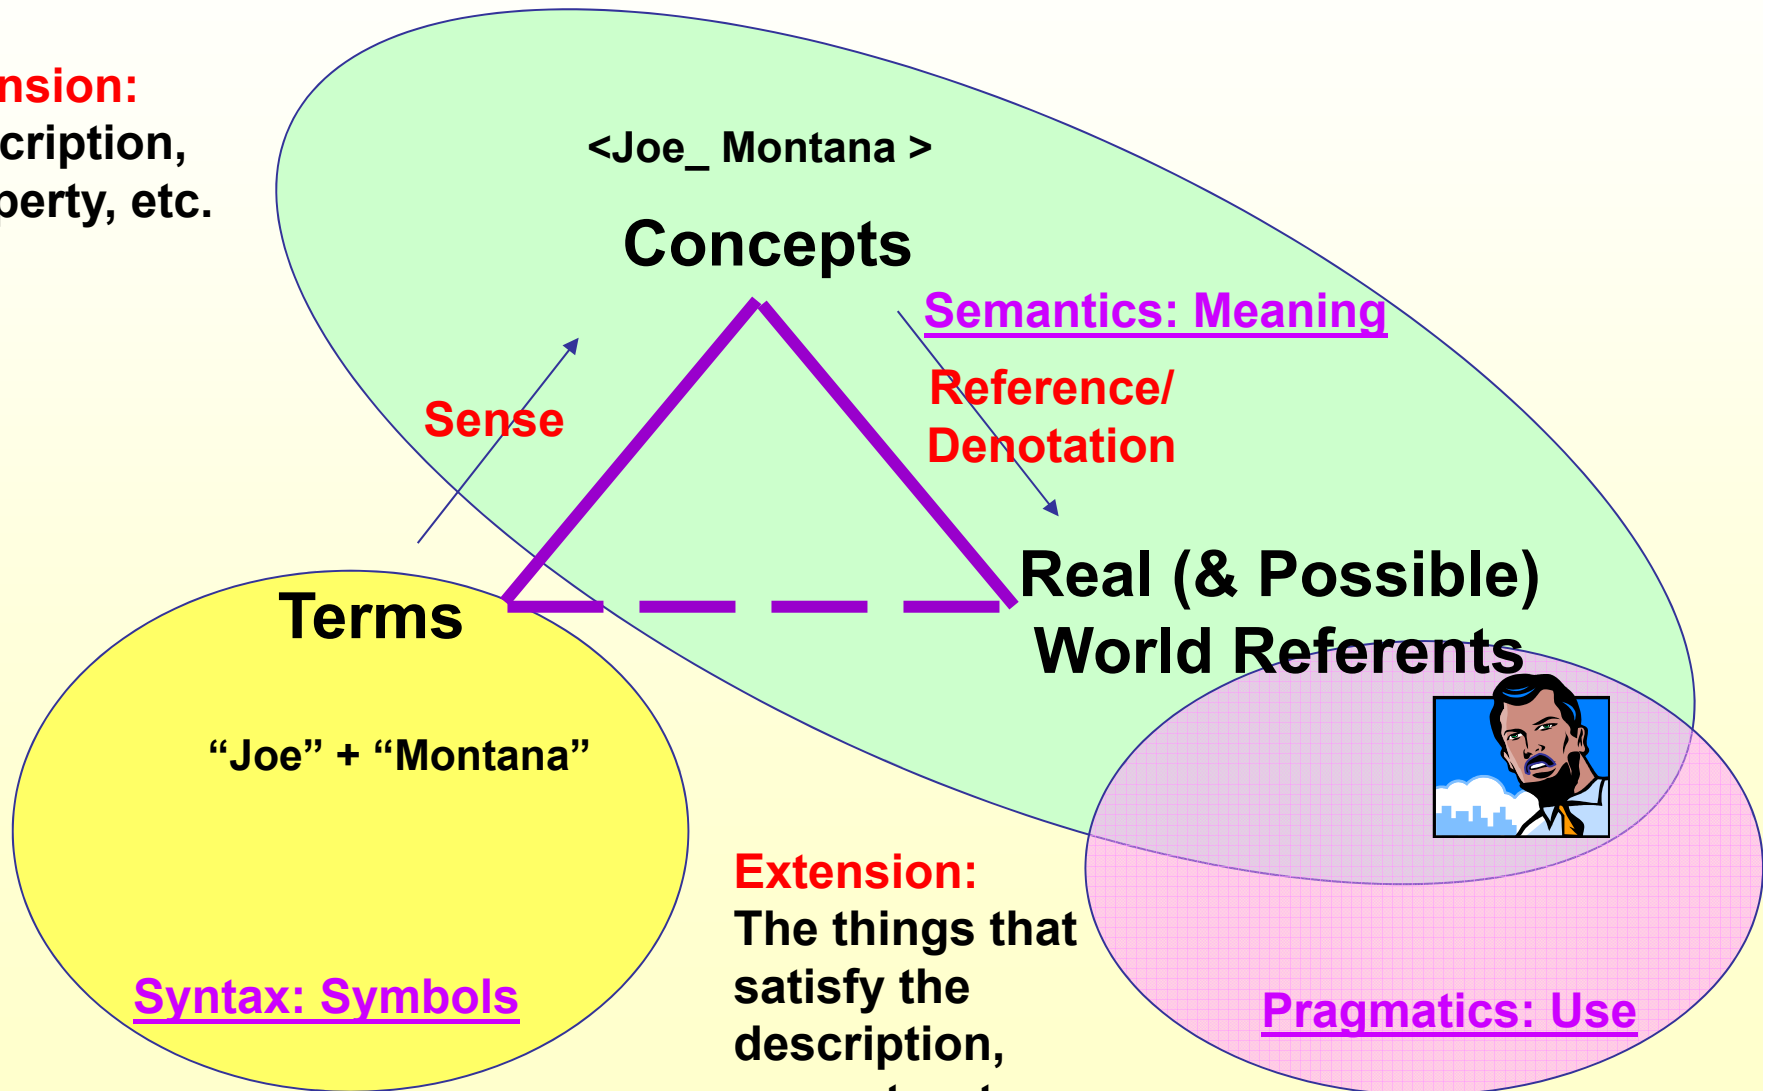 nsion:
cription,
perty, etc.
<Joe_ Montana >
Concepts
Semantics: Meaning
Reference/
Denotation
Sense
Real (& Possible)
World Referents
Terms
“Joe” + “Montana”
Syntax: Symbols
Extension:
The things that
satisfy the
description,
Pragmatics: Use